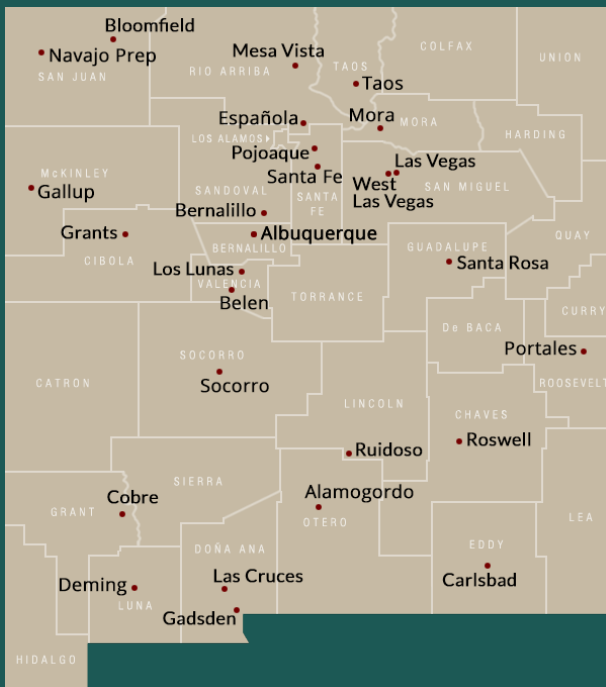 Bloomfield
COLFAX
Mesa Vista
Navajo Prep
UNION
TAOS
RIO ARRIBA
SAN JUAN
Taos
Mora
Española
MORA
HARDING
LOS ALAMOS
Pojoaque
Las Vegas
McKINLEY
Santa Fe
West
Las Vegas
SAN MIGUEL
Gallup
SANDOVAL
SANTA
FE
Bernalillo
Grants
Albuquerque
QUAY
BERNALILLO
GUADALUPE
CIBOLA
Santa Rosa
Los Lunas
VALENCIA
TORRANCE
Belen
CURRY
De BACA
Portales
SOCORRO
CATRON
Socorro
ROOSEVELT
LINCOLN
CHAVES
Roswell
Ruidoso
SIERRA
Alamogordo
Cobre
GRANT
OTERO
LEA
EDDY
DOÑA ANA
Las Cruces
Carlsbad
Deming
LUNA
Gadsden
HIDALGO